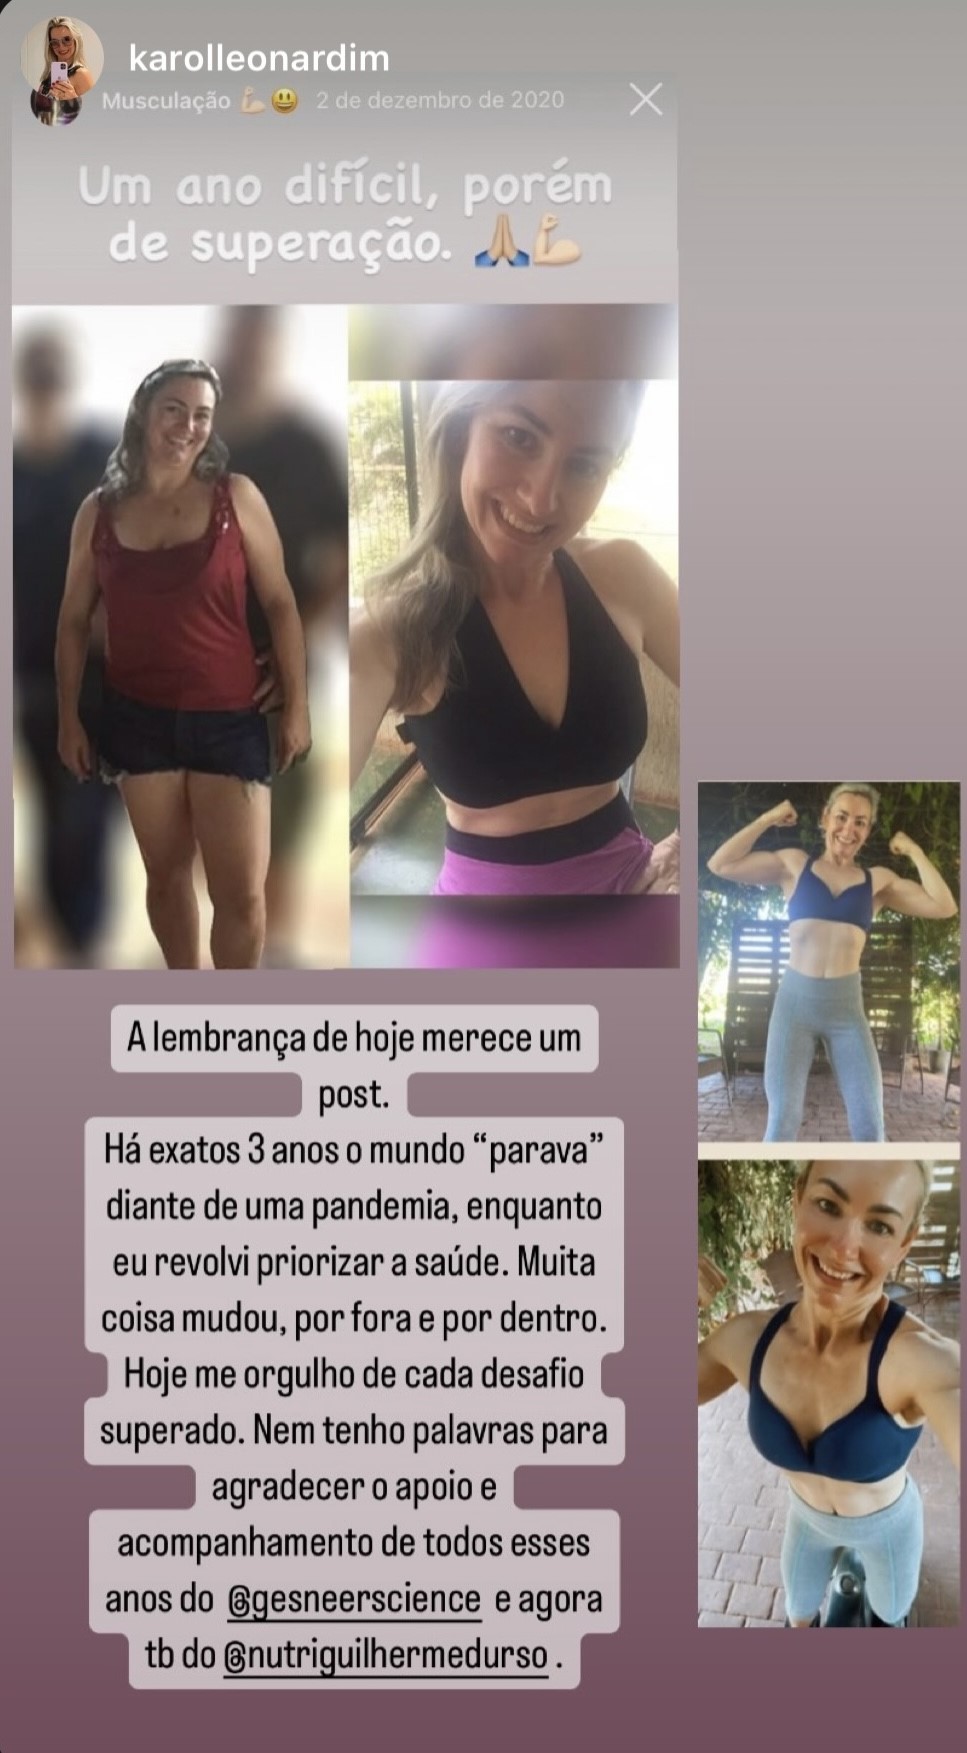 karolleonardim
Musculação 💪🏼😃 2 de dezembro de 2020
Um ano difícil, porém
de superação. 🙏🏽💪🏼
A lembrança de hoje merece um
post.
Há exatos 3 anos o mundo “parava”
diante de uma pandemia, enquanto
eu revolvi priorizar a saúde. Muita
coisa mudou, por fora e por dentro.
Hoje me orgulho de cada desafio
superado. Nem tenho palavras para
agradecer o apoio e
acompanhamento de todos esses
anos do @gesneerscience e agora
tb do @nutriguilhermedurso .